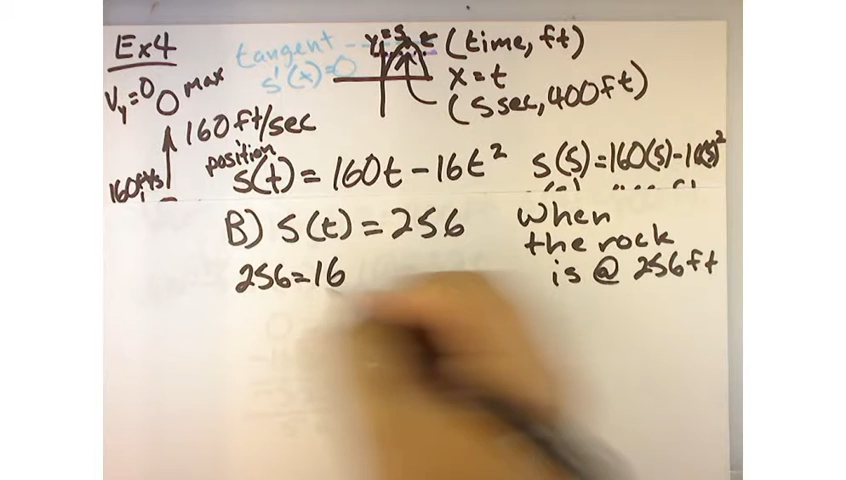 Ex4
tangent
s'(t)=0
y=s
t
(time, ft)
x=t
(5sec, 400ft)
Vy=0
max
160ft/sec
160ft/s
position
s(t)=160t-16t²
s(5)=160(5)-16(5)²
B) s(t)=256
256=16
When
the rock
is @ 256ft